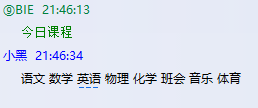 ⑨BIE 21:46:13
今日课程
小黑 21:46:34
语文 数学 英语 物理 化学 班会 音乐 体育